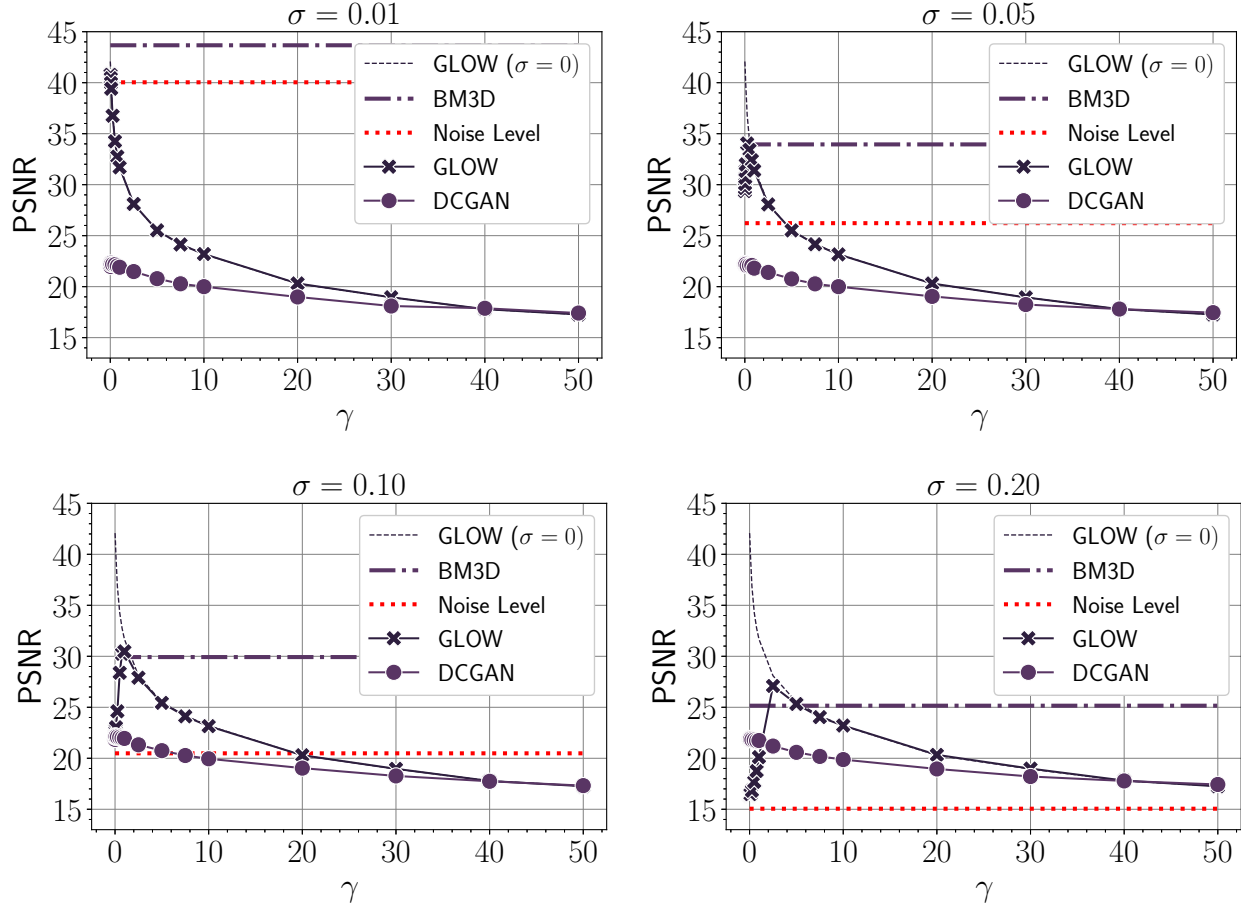 σ = 0.01
45
40
35
30
25
20
15
PSNR
0 10 20 30 40 50
γ
GLOW (σ = 0)
BM3D
Noise Level
GLOW
DCGAN
σ = 0.05
45
40
35
30
25
20
15
PSNR
0 10 20 30 40 50
γ
GLOW (σ = 0)
BM3D
Noise Level
GLOW
DCGAN
σ = 0.10
45
40
35
30
25
20
15
PSNR
0 10 20 30 40 50
γ
GLOW (σ = 0)
BM3D
Noise Level
GLOW
DCGAN
σ = 0.20
45
40
35
30
25
20
15
PSNR
0 10 20 30 40 50
γ
GLOW (σ = 0)
BM3D
Noise Level
GLOW
DCGAN